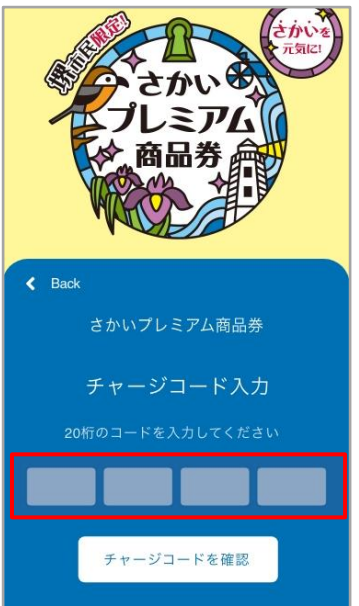 堺市民限定!
さかいを
元気に!
さかい
プレミアム
商品券
Back
さかいプレミアム商品券
チャージコード入力
20桁のコードを入力してください
チャージコードを確認